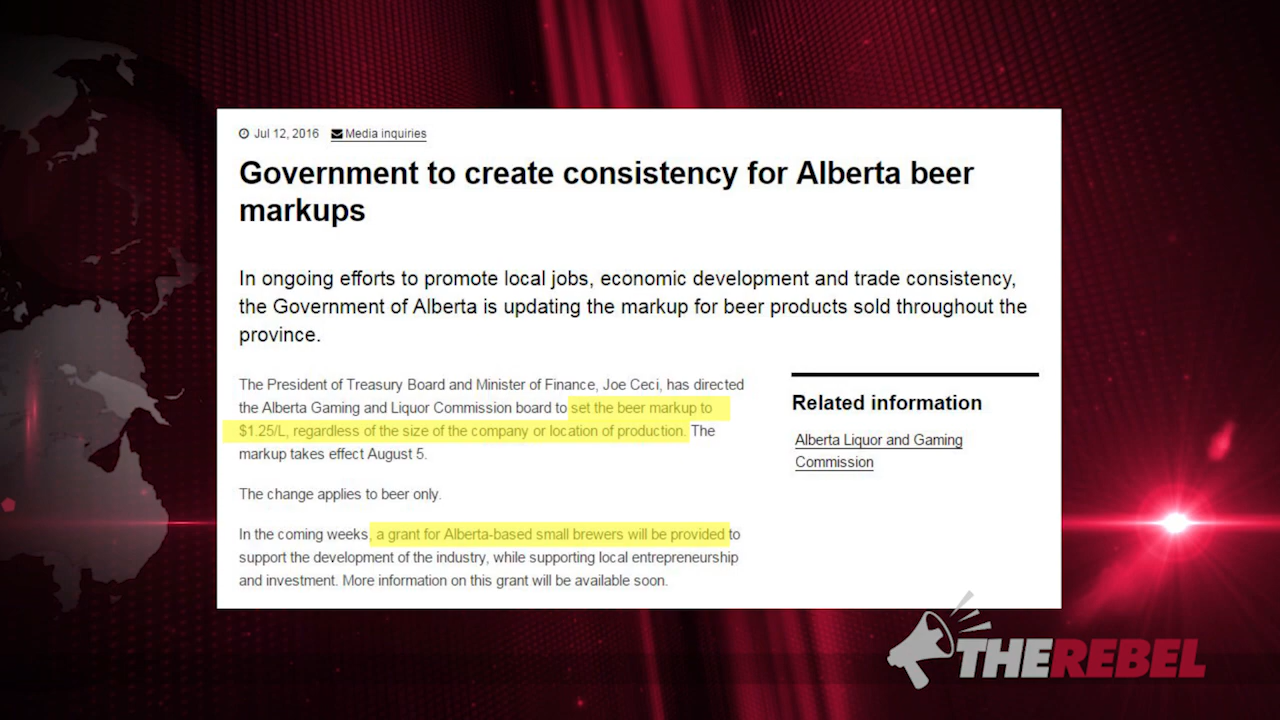 Jul 12, 2016 Media inquiries
Government to create consistency for Alberta beer
markups
In ongoing efforts to promote local jobs, economic development and trade consistency,
the Government of Alberta is updating the markup for beer products sold throughout the
province.
The President of Treasury Board and Minister of Finance, Joe Ceci, has directed
the Alberta Gaming and Liquor Commission board to set the beer markup to
$1.25/L, regardless of the size of the company or location of production. The
markup takes effect August 5.
The change applies to beer only.
In the coming weeks, a grant for Alberta-based small brewers will be provided to
support the development of the industry, while supporting local entrepreneurship
and investment. More information on this grant will be available soon.
Related information
Alberta Liquor and Gaming
Commission
THEREBEL